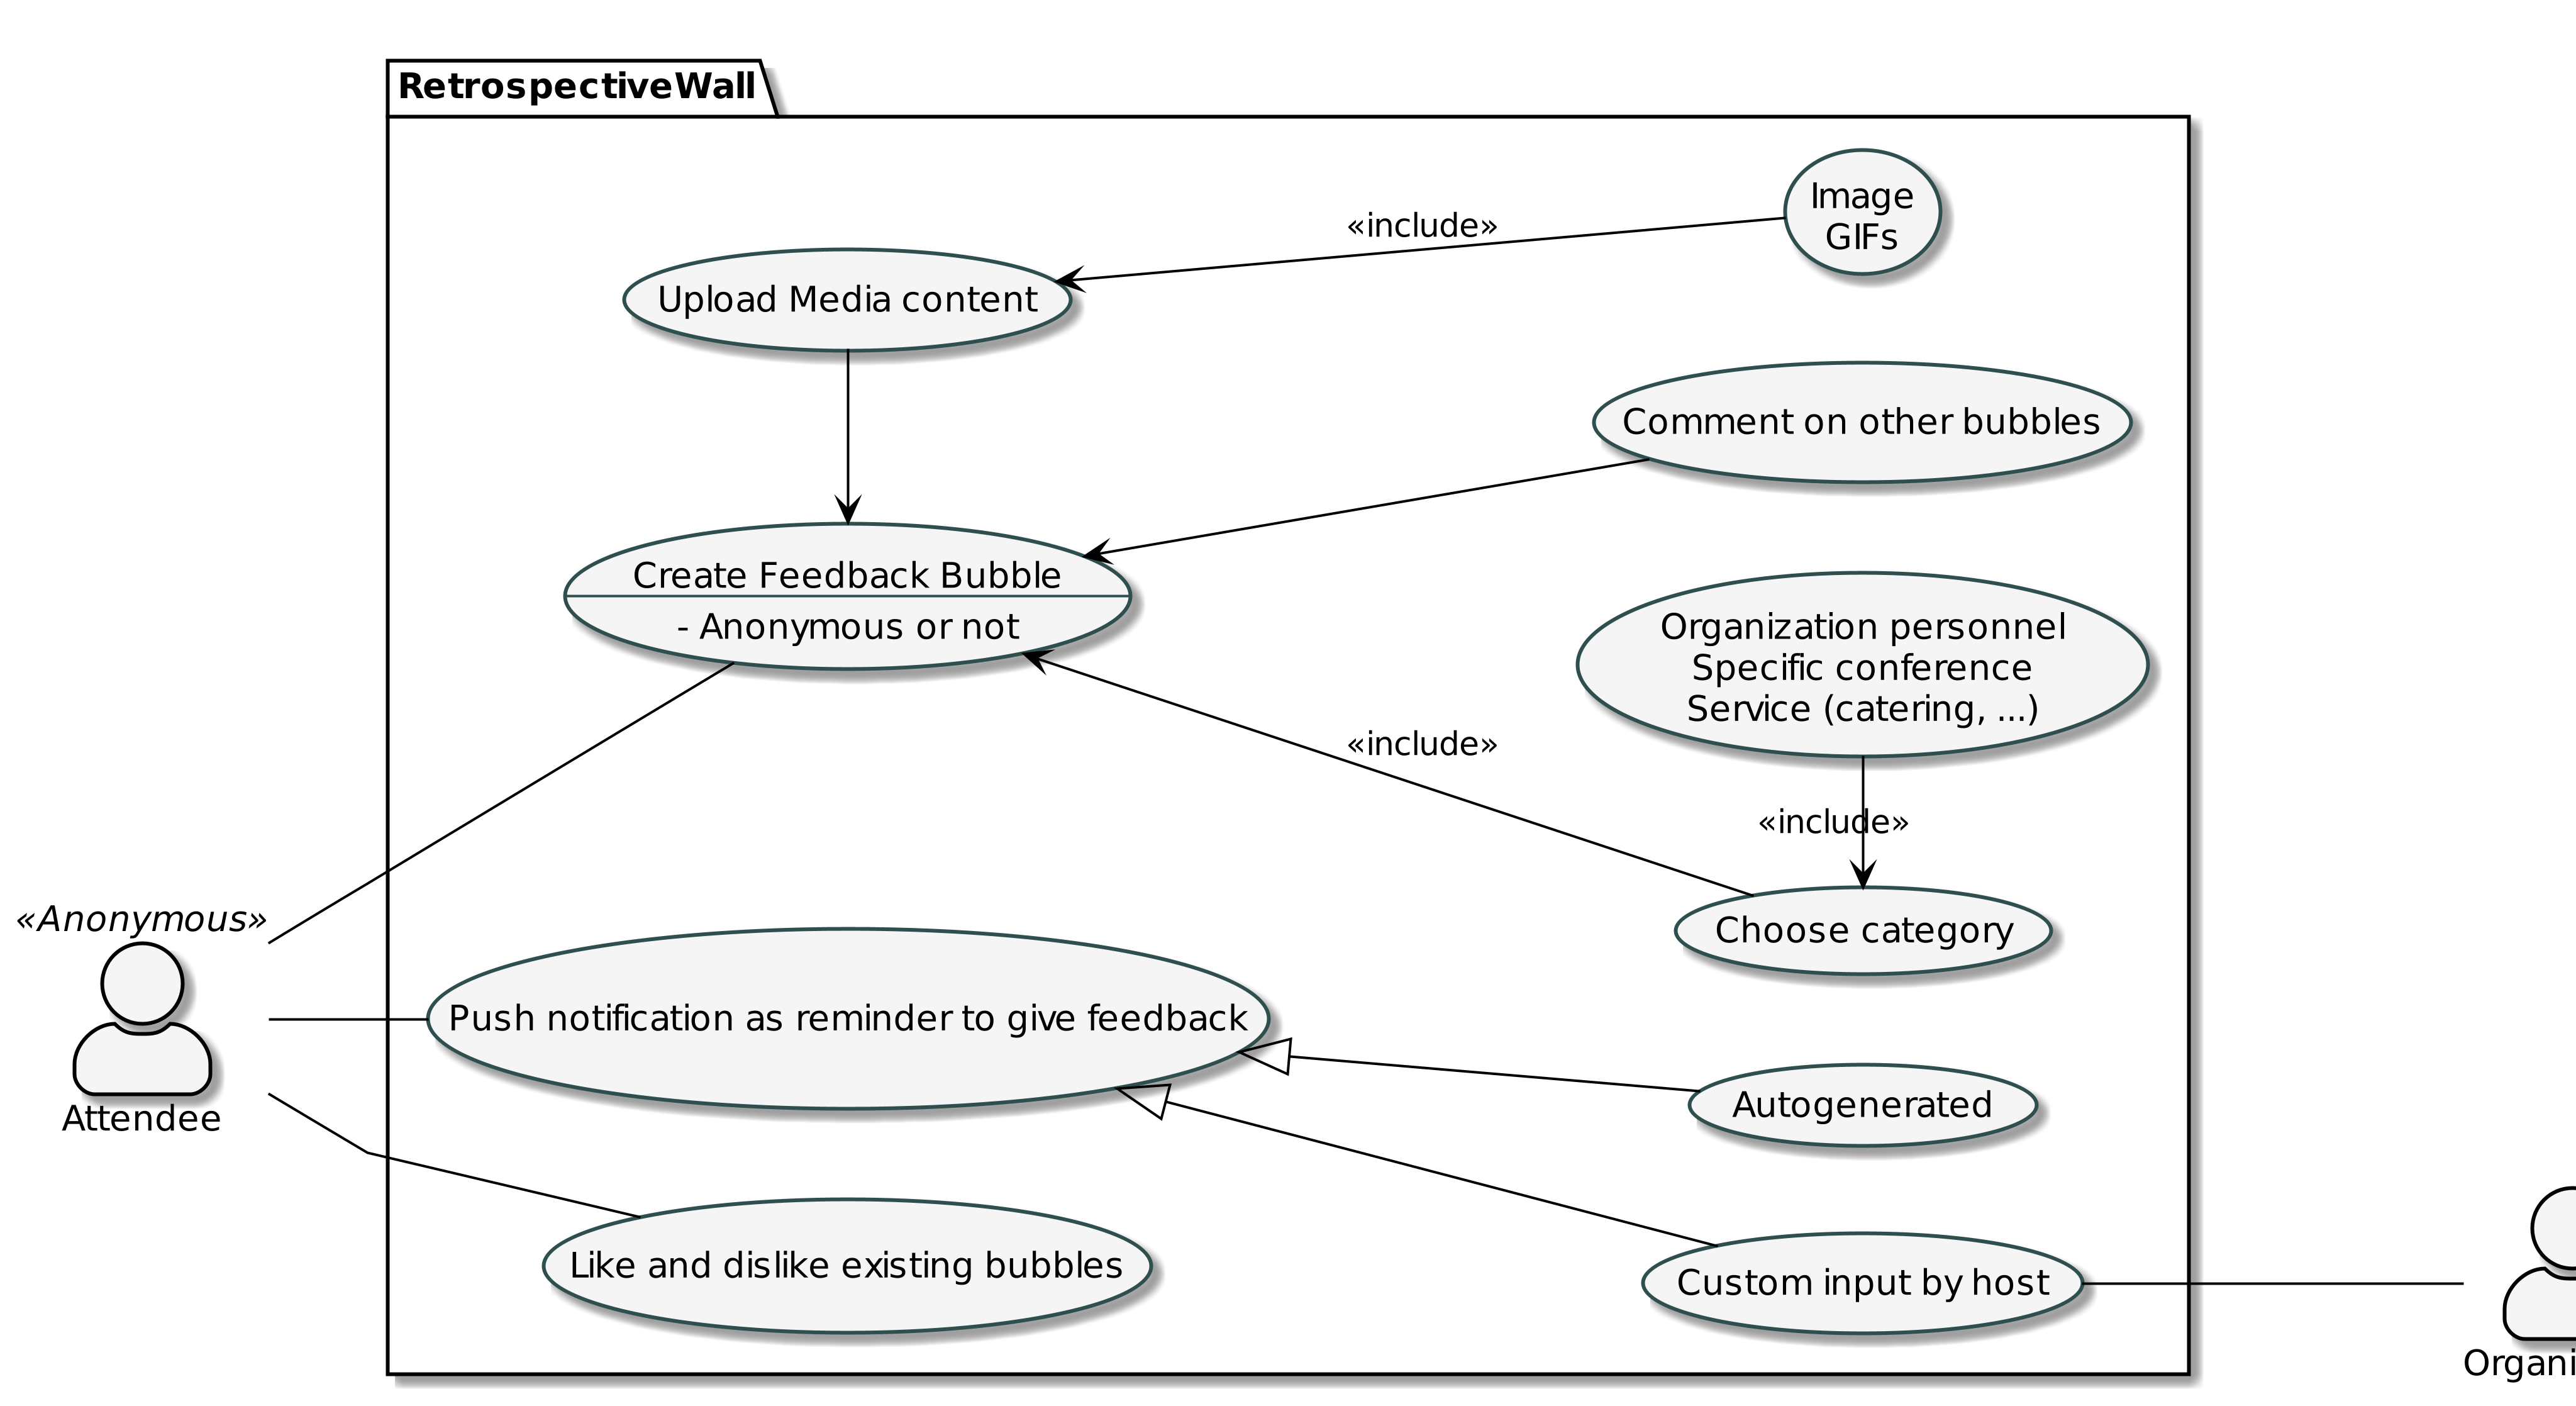 RetrospectiveWall
Image
GIFs
«include»
Upload Media content
Comment on other bubbles
Create Feedback Bubble
- Anonymous or not
Organization personnel
Specific conference
Service (catering, ...)
«include»
«include»
«Anonymous»
Choose category
Push notification as reminder to give feedback
Attendee
Autogenerated
Like and dislike existing bubbles
Custom input by host